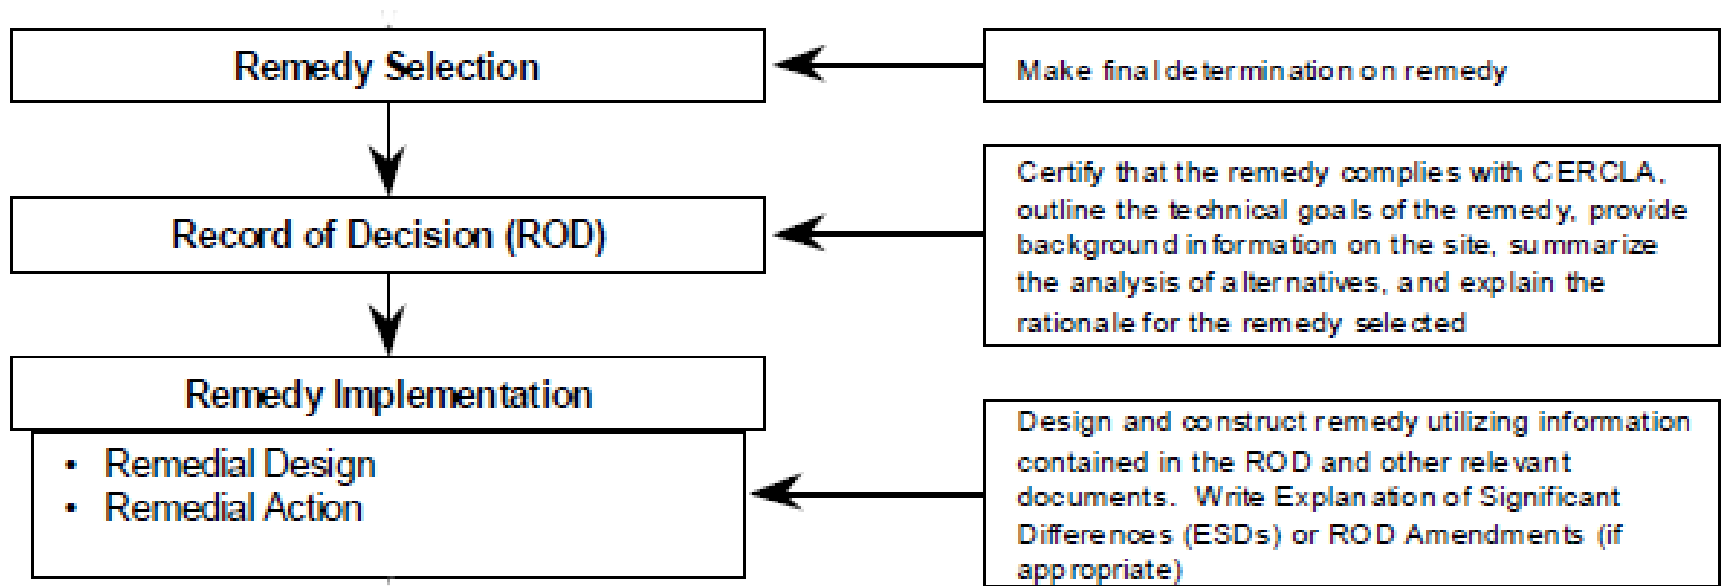 Remedy Selection
Make final determination on remedy
Record of Decision (ROD)
Certify that the remedy complies with CERCLA,
outline the technical goals of the remedy, provide
background information on the site, summarize
the analysis of alternatives, and explain the
rationale for the remedy selected
Remedy Implementation
• Remedial Design
• Remedial Action
Design and construct remedy utilizing information
contained in the ROD and other relevant
documents. Write Explanation of Significant
Differences (ESDs) or ROD Amendments (if
appropriate)